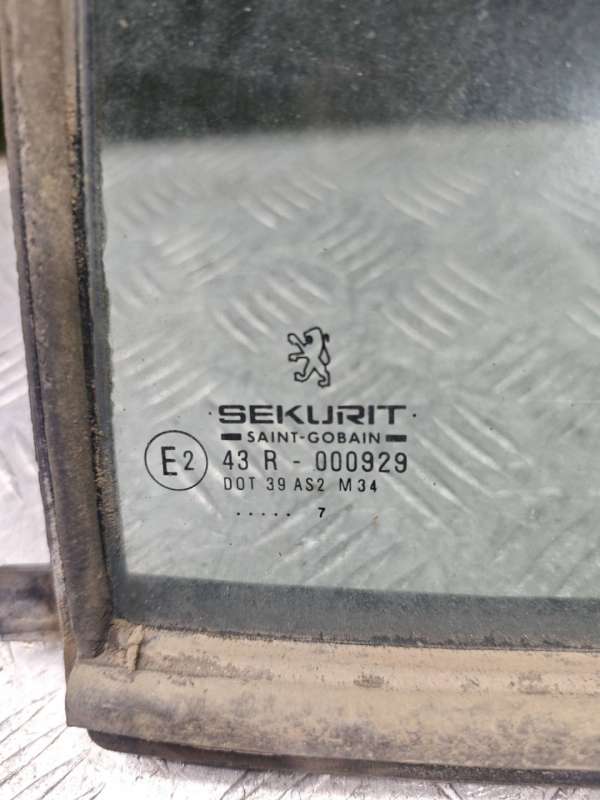 · SEKURIT ·
SAINT-GOBAIN
E2 43 R - 000929
DOT 39 AS2 M34
..... 7